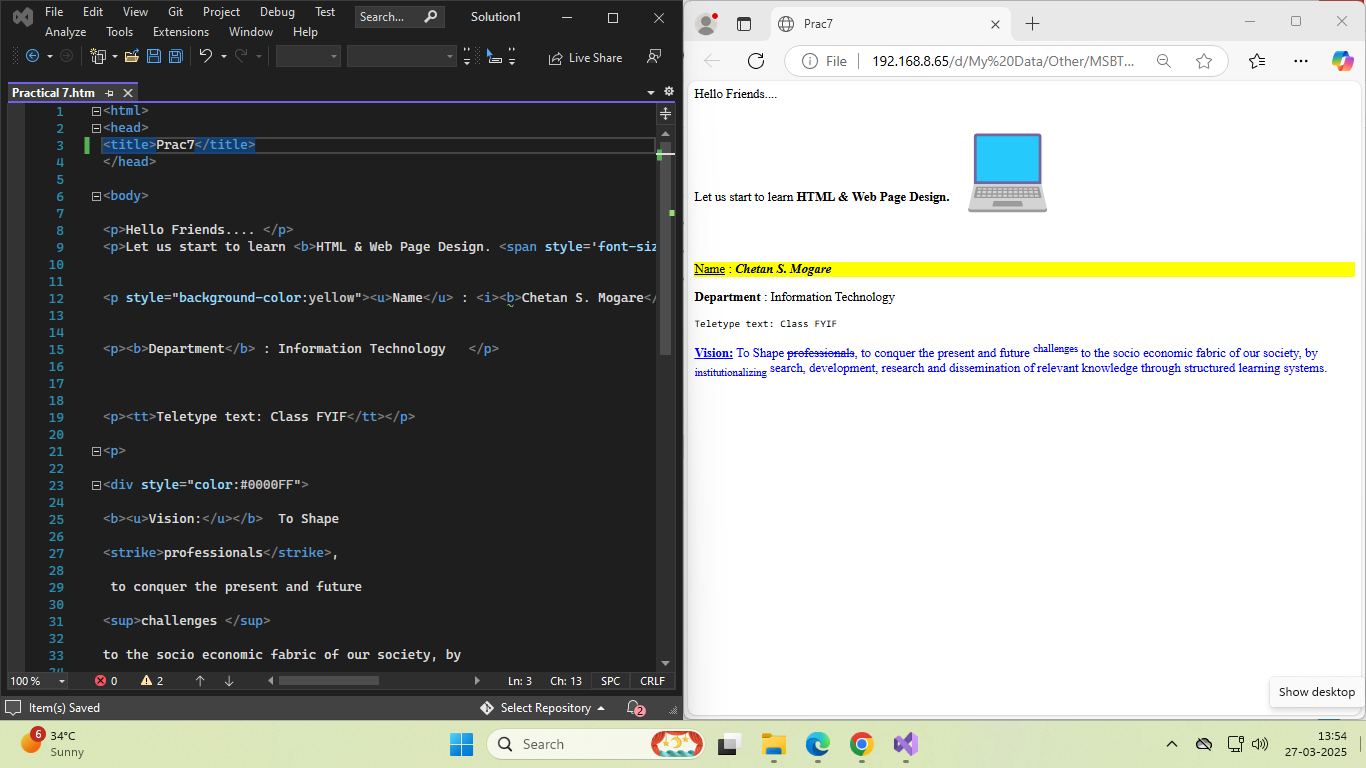 File Edit View Git Project Debug Test
Analyze Tools Extensions Window Help
Search...
Solution1
Live Share
Practical 7.htm
1 <html>
2 <head>
3 <title>Prac7</title>
4 </head>
5
6 <body>
7
8 <p>Hello Friends.... </p>
9 <p>Let us start to learn <b>HTML & Web Page Design. <span style='font-siz
10
11
12 <p style="background-color:yellow"><u>Name</u> : <i><b>Chetan S. Mogare</
13
14
15 <p><b>Department</b> : Information Technology   </p>
16
17
18
19 <p><tt>Teletype text: Class FYIF</tt></p>
20
21 <p>
22
23 <div style="color:#0000FF">
24
25 <b><u>Vision:</u></b>  To Shape
26
27 <strike>professionals</strike>,
28
29  to conquer the present and future
30
31 <sup>challenges </sup>
32
33 to the socio economic fabric of our society, by
100 % 0 2 Ln: 3 Ch: 13 SPC CRLF
Item(s) Saved Select Repository 2
Prac7
File 192.168.8.65/d/My%20Data/Other/MSBT...
Hello Friends....
Let us start to learn HTML & Web Page Design.
Name : Chetan S. Mogare
Department : Information Technology
Teletype text: Class FYIF
Vision: To Shape professionals, to conquer the present and future challenges to the socio economic fabric of our society, by
institutionalizing search, development, research and dissemination of relevant knowledge through structured learning systems.
Show desktop
6 34°C
Sunny
Search
13:54
27-03-2025